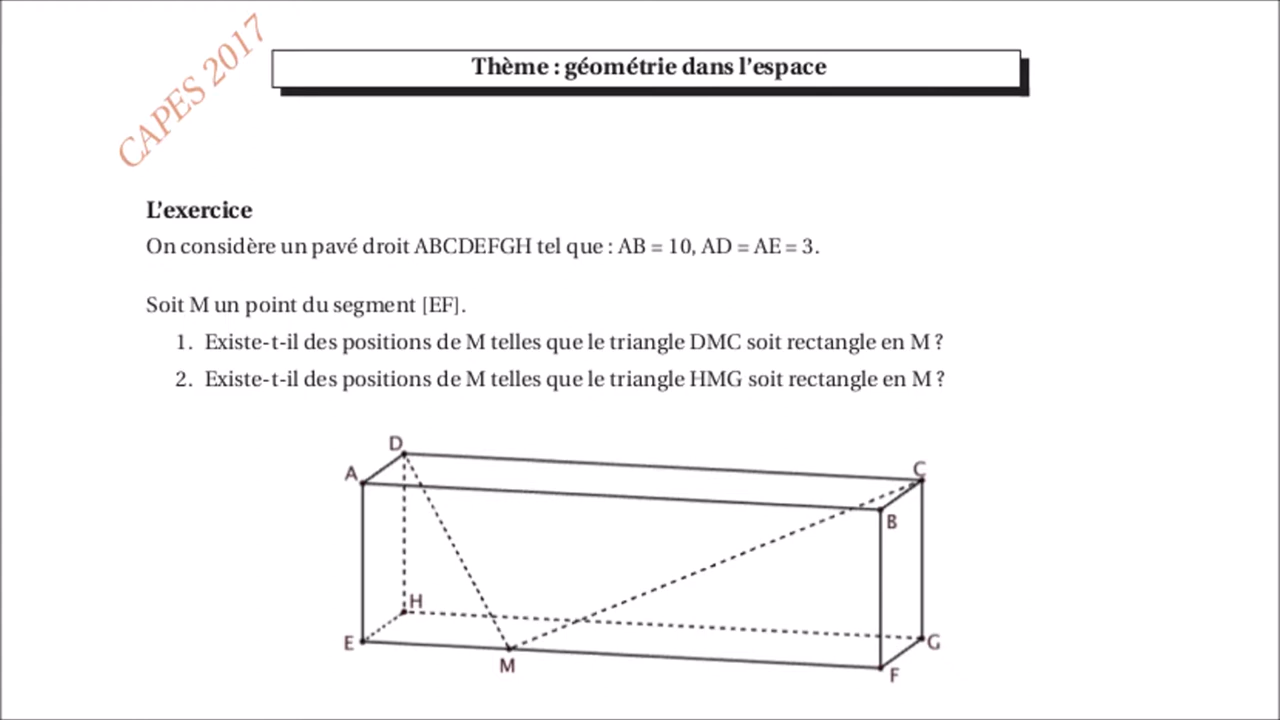 CAPES 2017
Thème : géométrie dans l'espace
L'exercice
On considère un pavé droit ABCDEFGH tel que : AB = 10, AD = AE = 3.
Soit M un point du segment [EF].
1. Existe-t-il des positions de M telles que le triangle DMC soit rectangle en M ?
2. Existe-t-il des positions de M telles que le triangle HMG soit rectangle en M ?
D
A
C
B
H
E
G
M
F